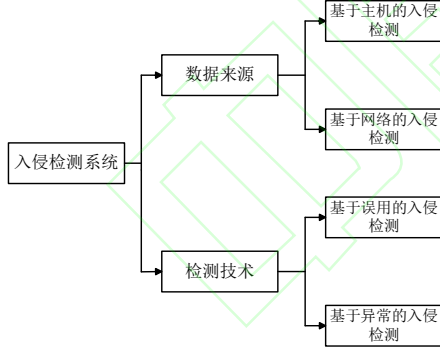 基于主机的入侵
检测
数据来源
基于网络的入侵
检测
入侵检测系统
基于误用的入侵
检测
检测技术
基于异常的入侵
检测